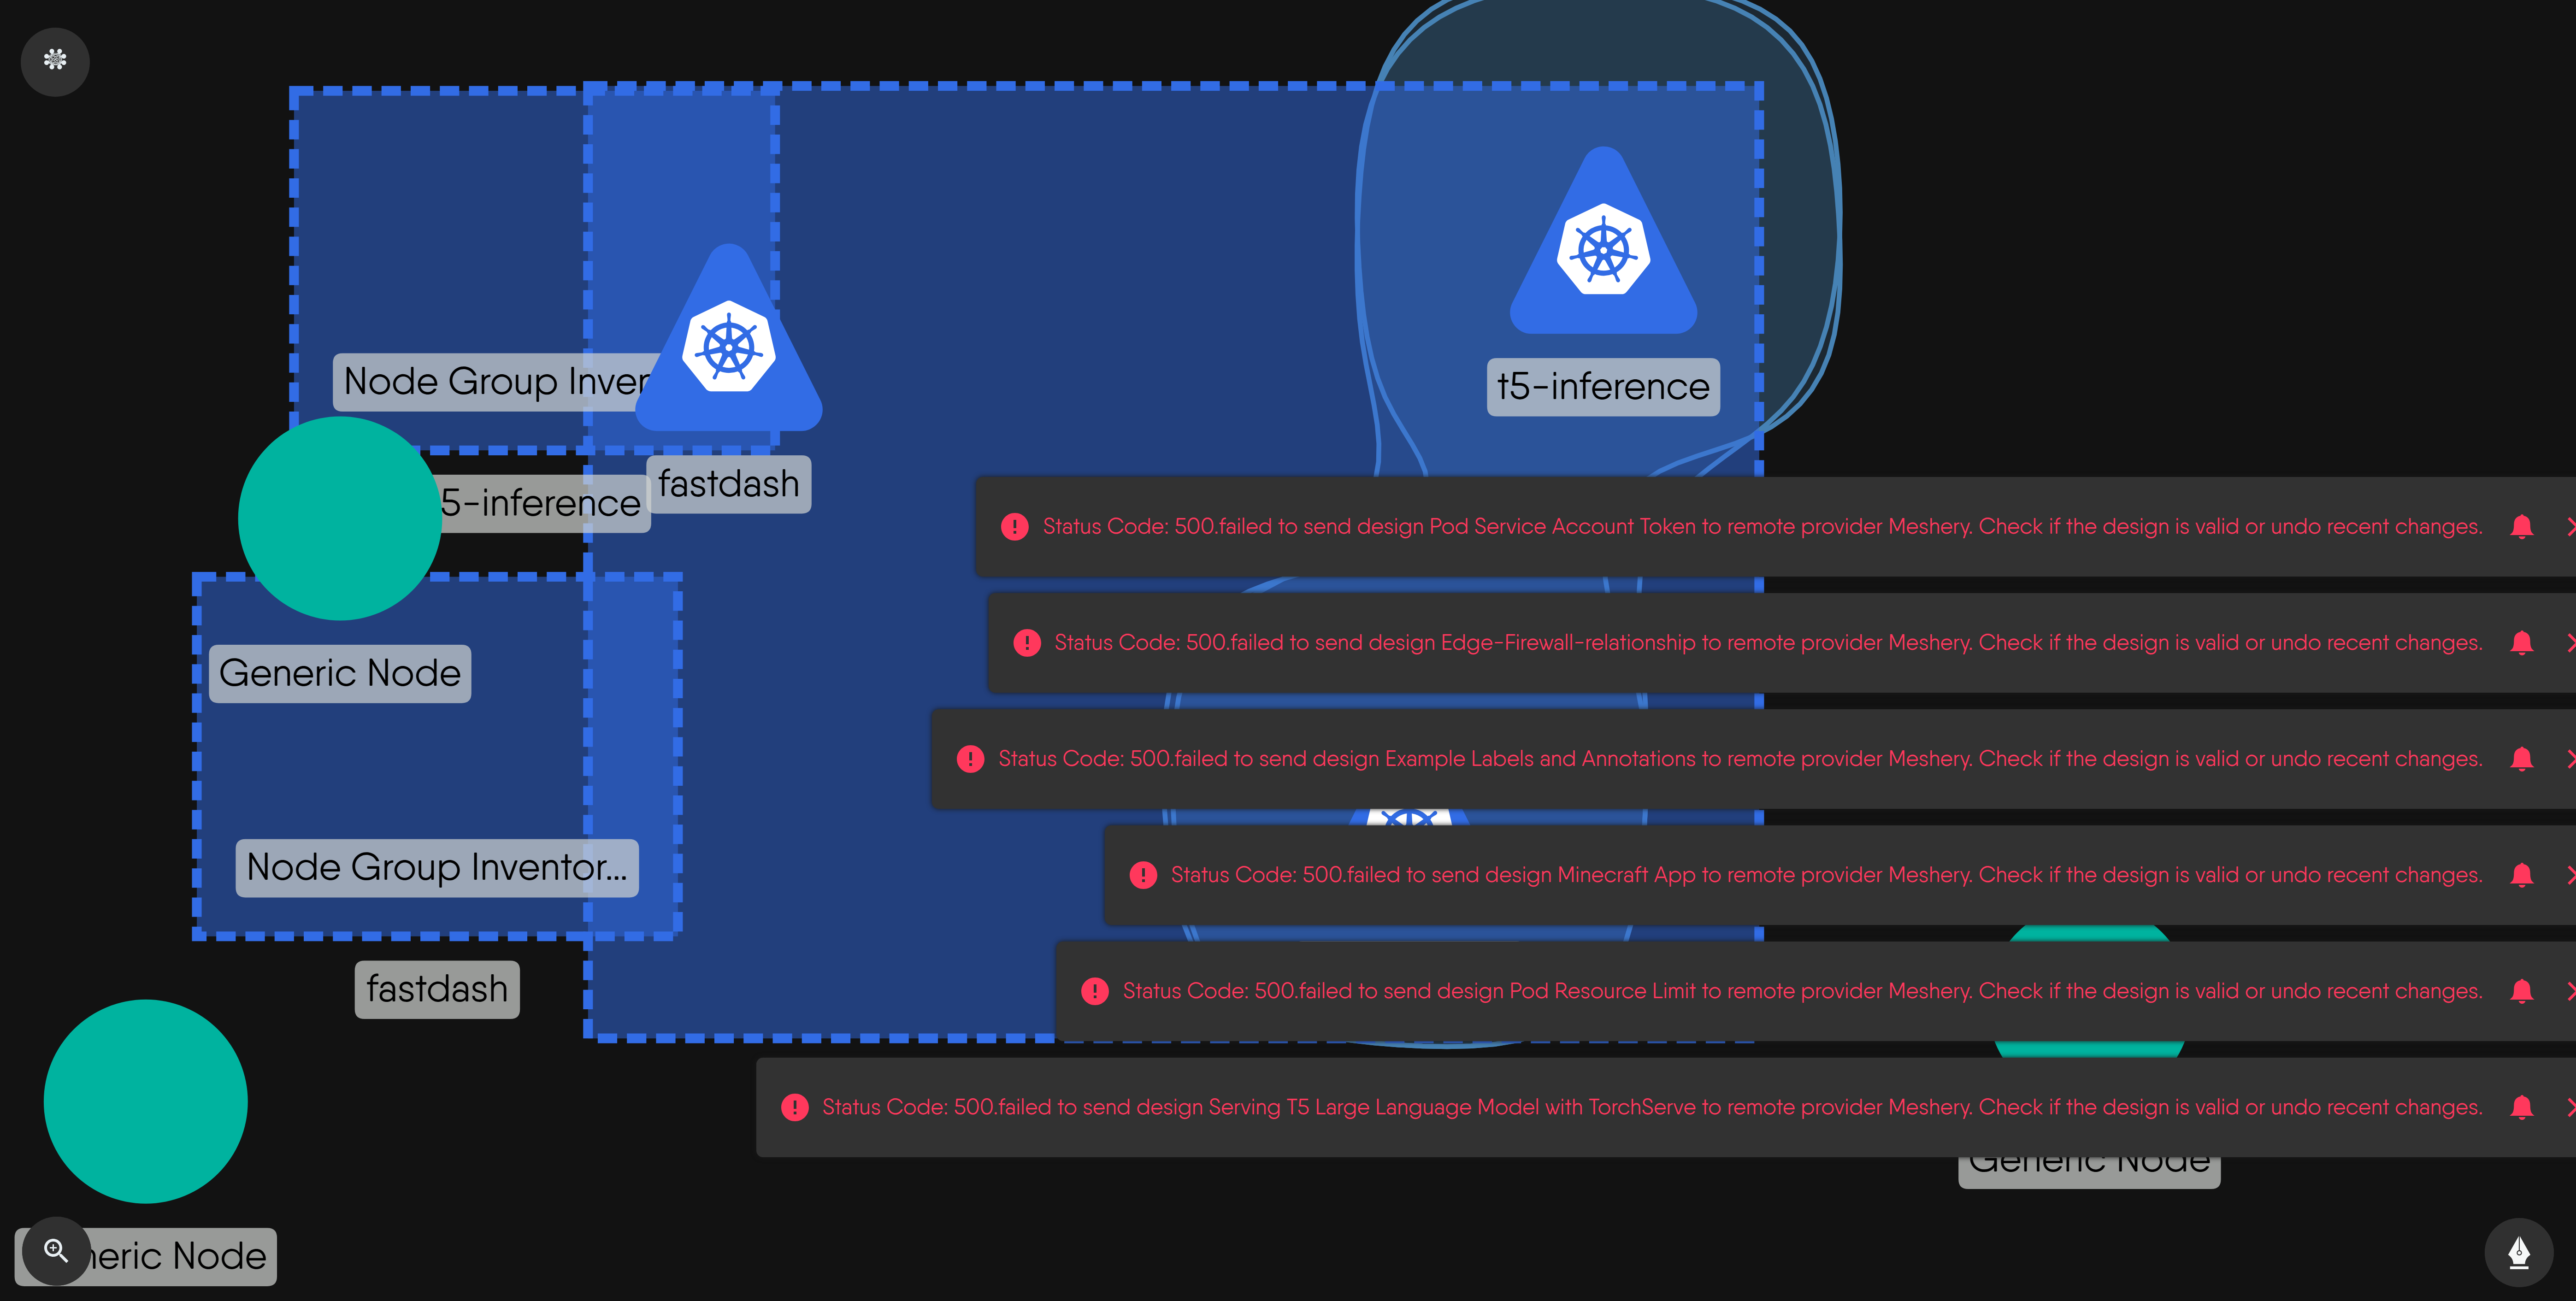 Node Group Inver
t5-inference
5-inference
fastdash
Status Code: 500.failed to send design Pod Service Account Token to remote provider Meshery. Check if the design is valid or undo recent changes.
Status Code: 500.failed to send design Edge-Firewall-relationship to remote provider Meshery. Check if the design is valid or undo recent changes.
Generic Node
Status Code: 500.failed to send design Example Labels and Annotations to remote provider Meshery. Check if the design is valid or undo recent changes.
Node Group Inventor...
Status Code: 500.failed to send design Minecraft App to remote provider Meshery. Check if the design is valid or undo recent changes.
fastdash
Status Code: 500.failed to send design Pod Resource Limit to remote provider Meshery. Check if the design is valid or undo recent changes.
Status Code: 500.failed to send design Serving T5 Large Language Model with TorchServe to remote provider Meshery. Check if the design is valid or undo recent changes.
Generic Node
neric Node